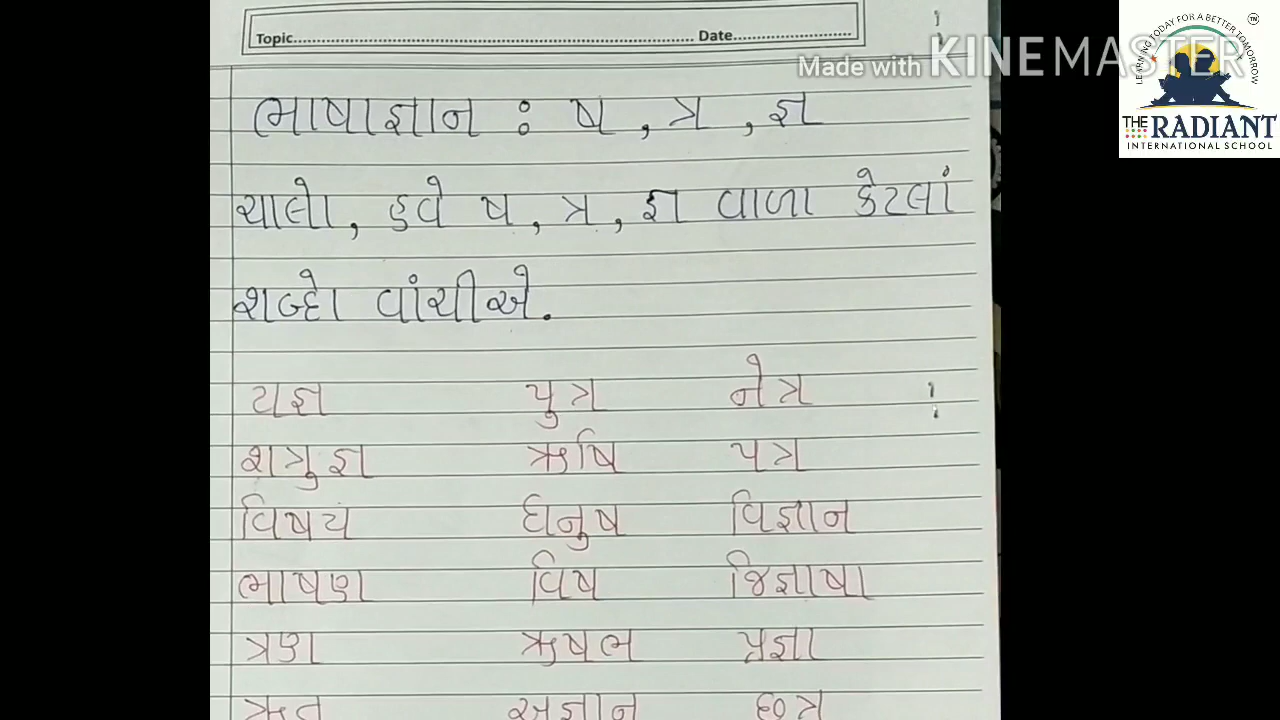 Topic.......... Date..........
Made with KINEMASTER
LEARNING TODAY FOR A BETTER TOMORROW
TM
THE RADIANT
INTERNATIONAL SCHOOL
ભાષાજ્ઞાન : ષ , ત્ર , જ્ઞ
ચાલો, હવે ષ, ત્ર, જ્ઞ વાળા કેટલાં
શબ્દો વાંચીએ.
યજ્ઞ પુત્ર નેત્ર
શત્રુજ્ઞ ઋષિ પત્ર
વિષય ધનુષ વિજ્ઞાન
ભાષણ વિષ જિજ્ઞાષા
ત્રણ ઋષભ પ્રજ્ઞા
અજ્ઞાન છત્ર